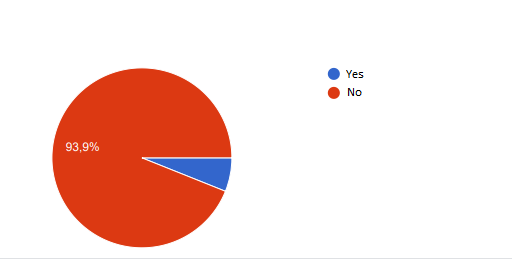 Yes
No
93,9%